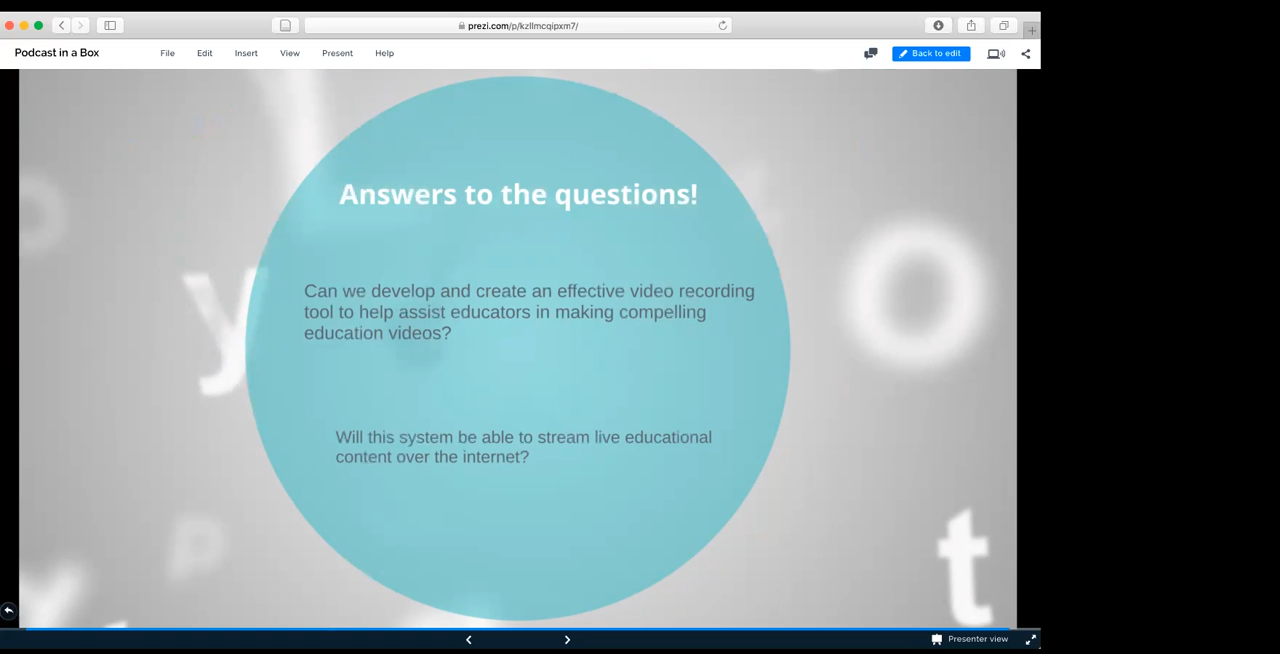 prezi.com/p/kzllmcqipxm7/
Podcast in a Box File Edit Insert View Present Help Back to edit
Answers to the questions!
Can we develop and create an effective video recording
tool to help assist educators in making compelling
education videos?
Will this system be able to stream live educational
content over the internet?
y
o
p
t
Presenter view